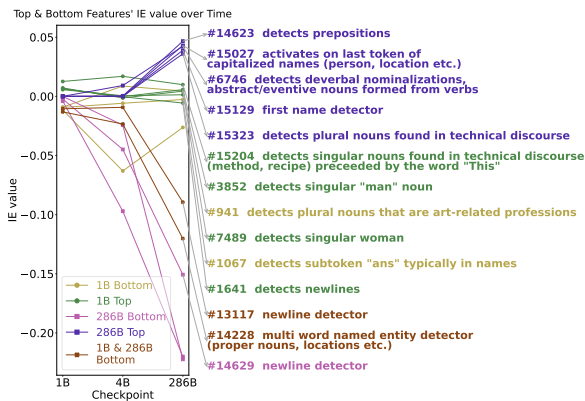 Top & Bottom Features' IE value over Time
IE value
0.05
0.00
−0.05
−0.10
−0.15
−0.20
1B
4B
286B
Checkpoint
1B Bottom
1B Top
286B Bottom
286B Top
1B & 286B
Bottom
#14623 detects prepositions
#15027 activates on last token of
capitalized names (person, location etc.)
#6746 detects deverbal nominalizations,
abstract/eventive nouns formed from verbs
#15129 first name detector
#15323 detects plural nouns found in technical discourse
#15204 detects singular nouns found in technical discourse
(method, recipe) preceeded by the word "This"
#3852 detects singular "man" noun
#941 detects plural nouns that are art-related professions
#7489 detects singular woman
#1067 detects subtoken "ans" typically in names
#1641 detects newlines
#13117 newline detector
#14228 multi word named entity detector
(proper nouns, locations etc.)
#14629 newline detector